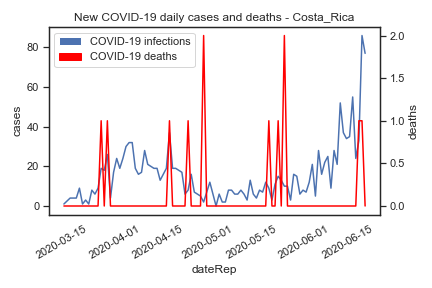 New COVID-19 daily cases and deaths - Costa_Rica
COVID-19 infections
COVID-19 deaths
cases
80
60
40
20
0
deaths
2.0
1.5
1.0
0.5
0.0
2020-03-15
2020-04-01
2020-04-15
2020-05-01
2020-05-15
2020-06-01
2020-06-15
dateRep